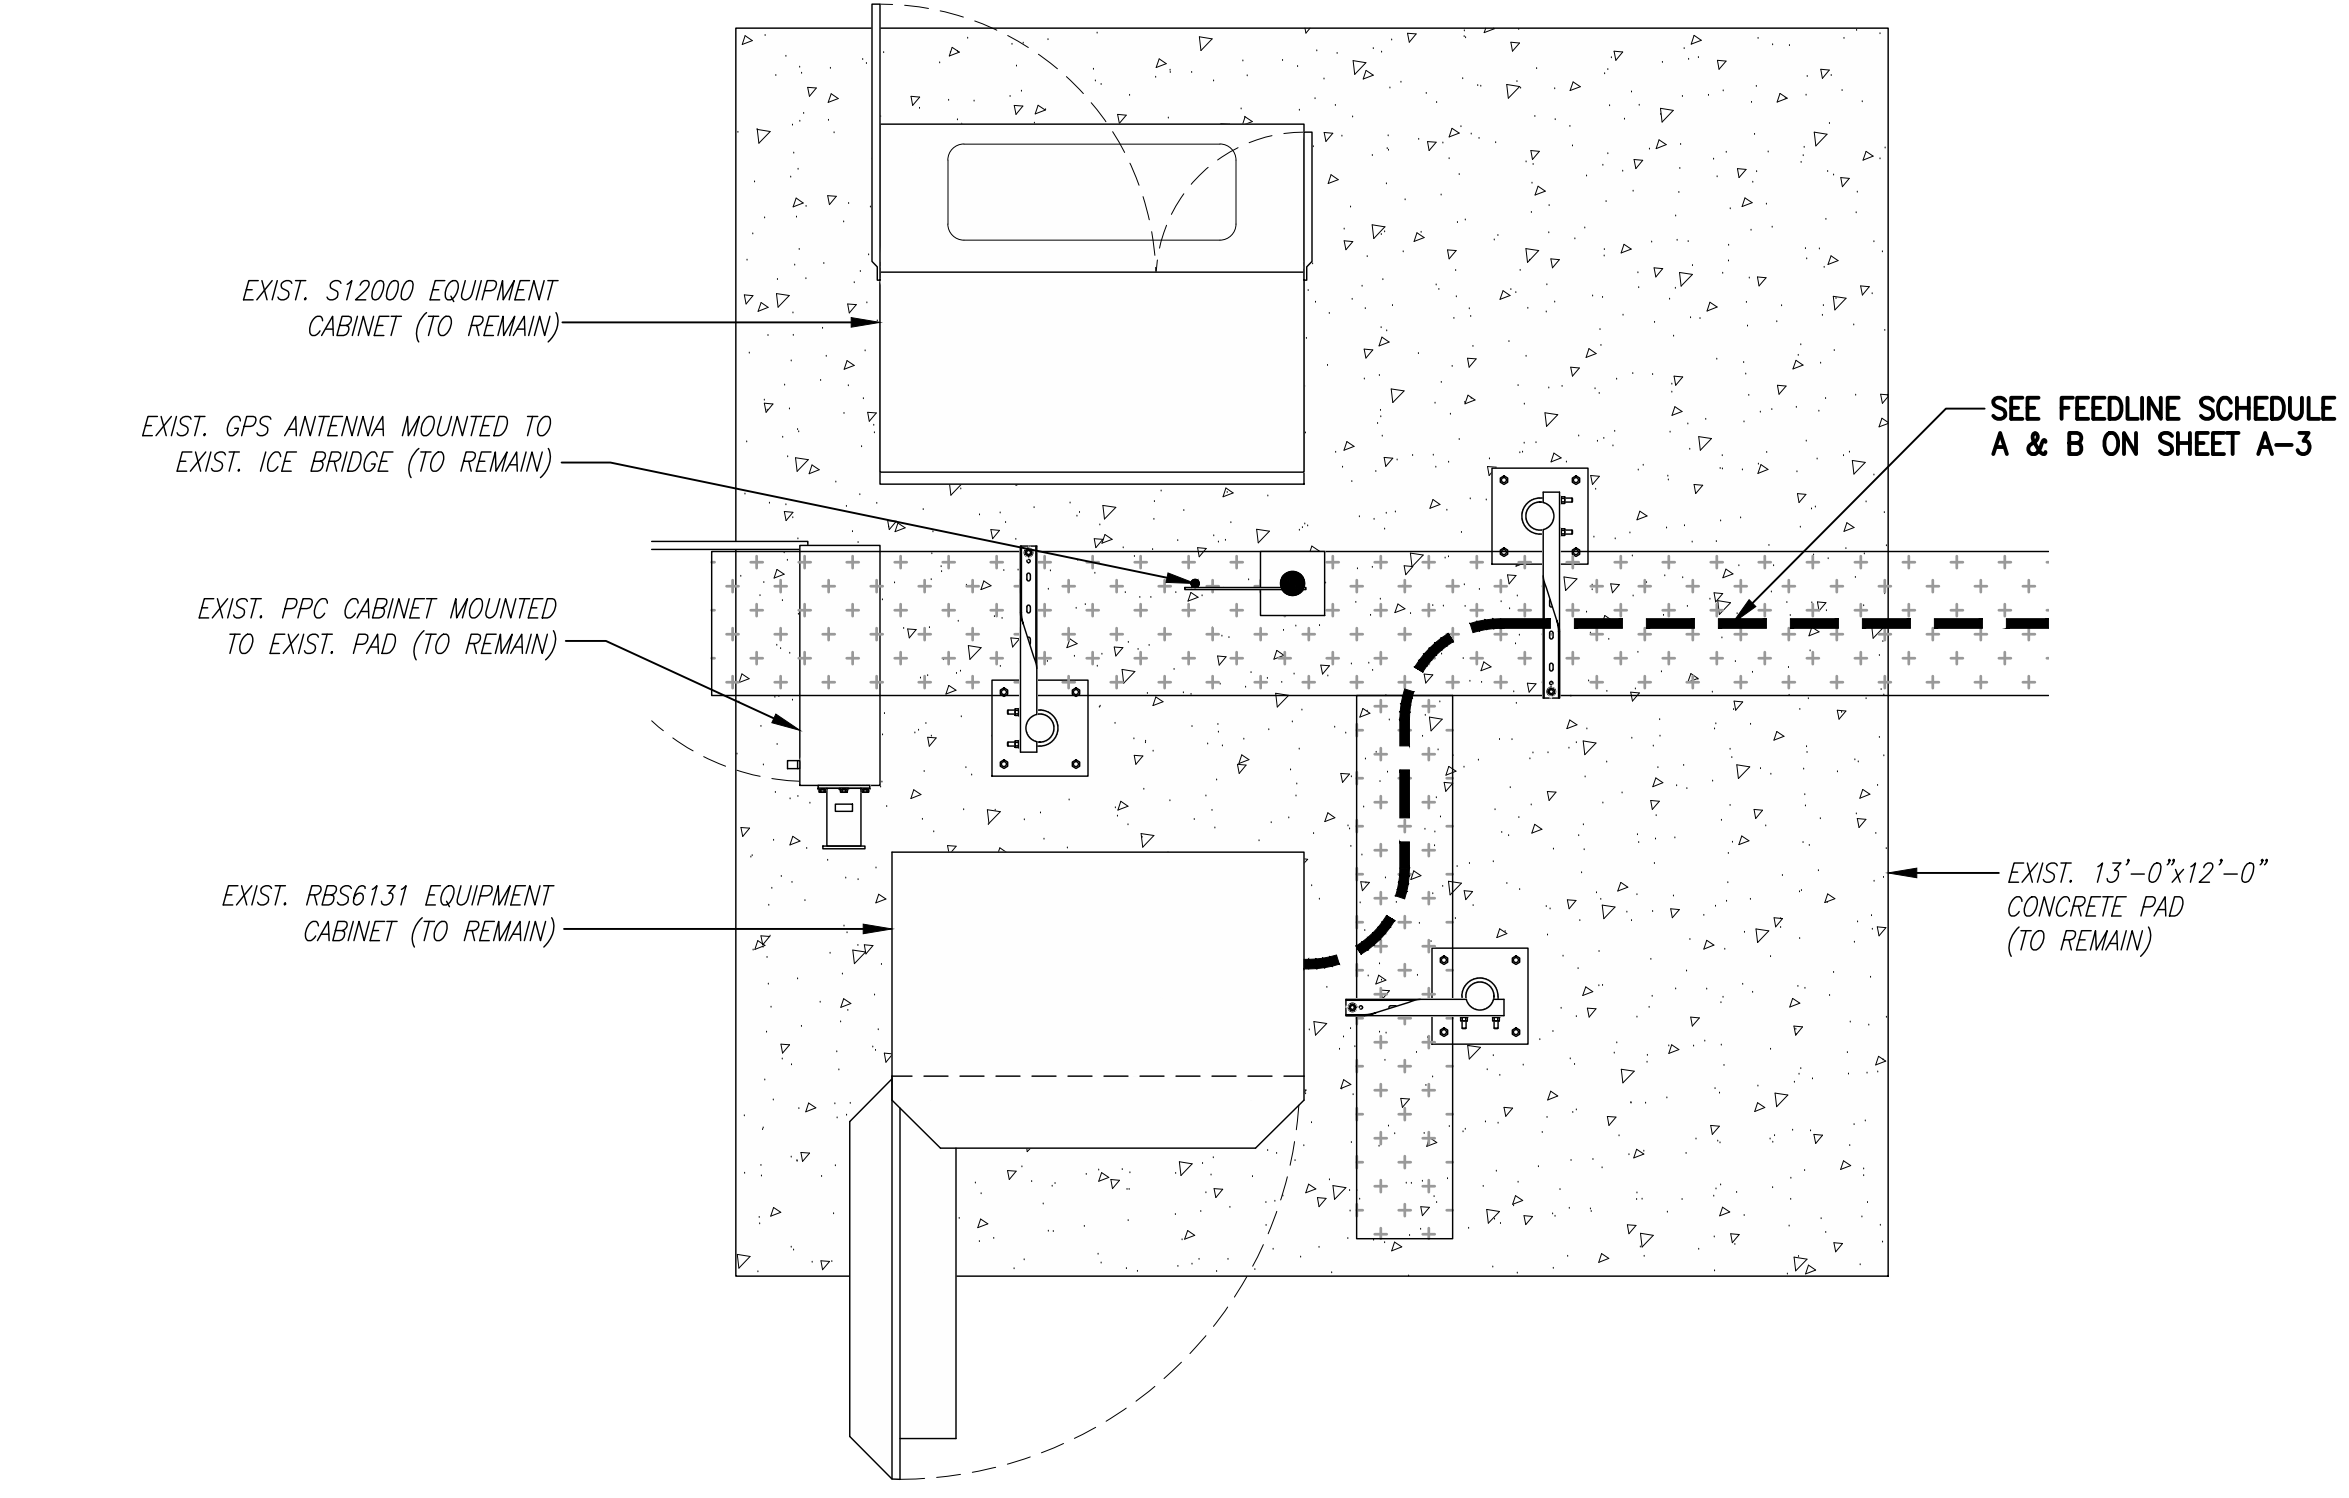 EXIST. S12000 EQUIPMENT
CABINET (TO REMAIN)
EXIST. GPS ANTENNA MOUNTED TO
EXIST. ICE BRIDGE (TO REMAIN)
EXIST. PPC CABINET MOUNTED
TO EXIST. PAD (TO REMAIN)
EXIST. RBS6131 EQUIPMENT
CABINET (TO REMAIN)
SEE FEEDLINE SCHEDULE
A & B ON SHEET A-3
EXIST. 13'-0"x12'-0"
CONCRETE PAD
(TO REMAIN)